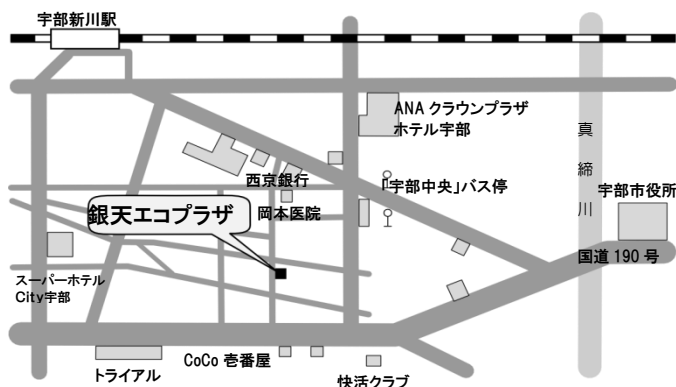 宇部新川駅
ANA クラウンプラザ
ホテル宇部
真締川
西京銀行
「宇部中央」バス停
宇部市役所
銀天エコプラザ
岡本医院
国道 190 号
スーパーホテル
City宇部
CoCo 壱番屋
トライアル
快活クラブ